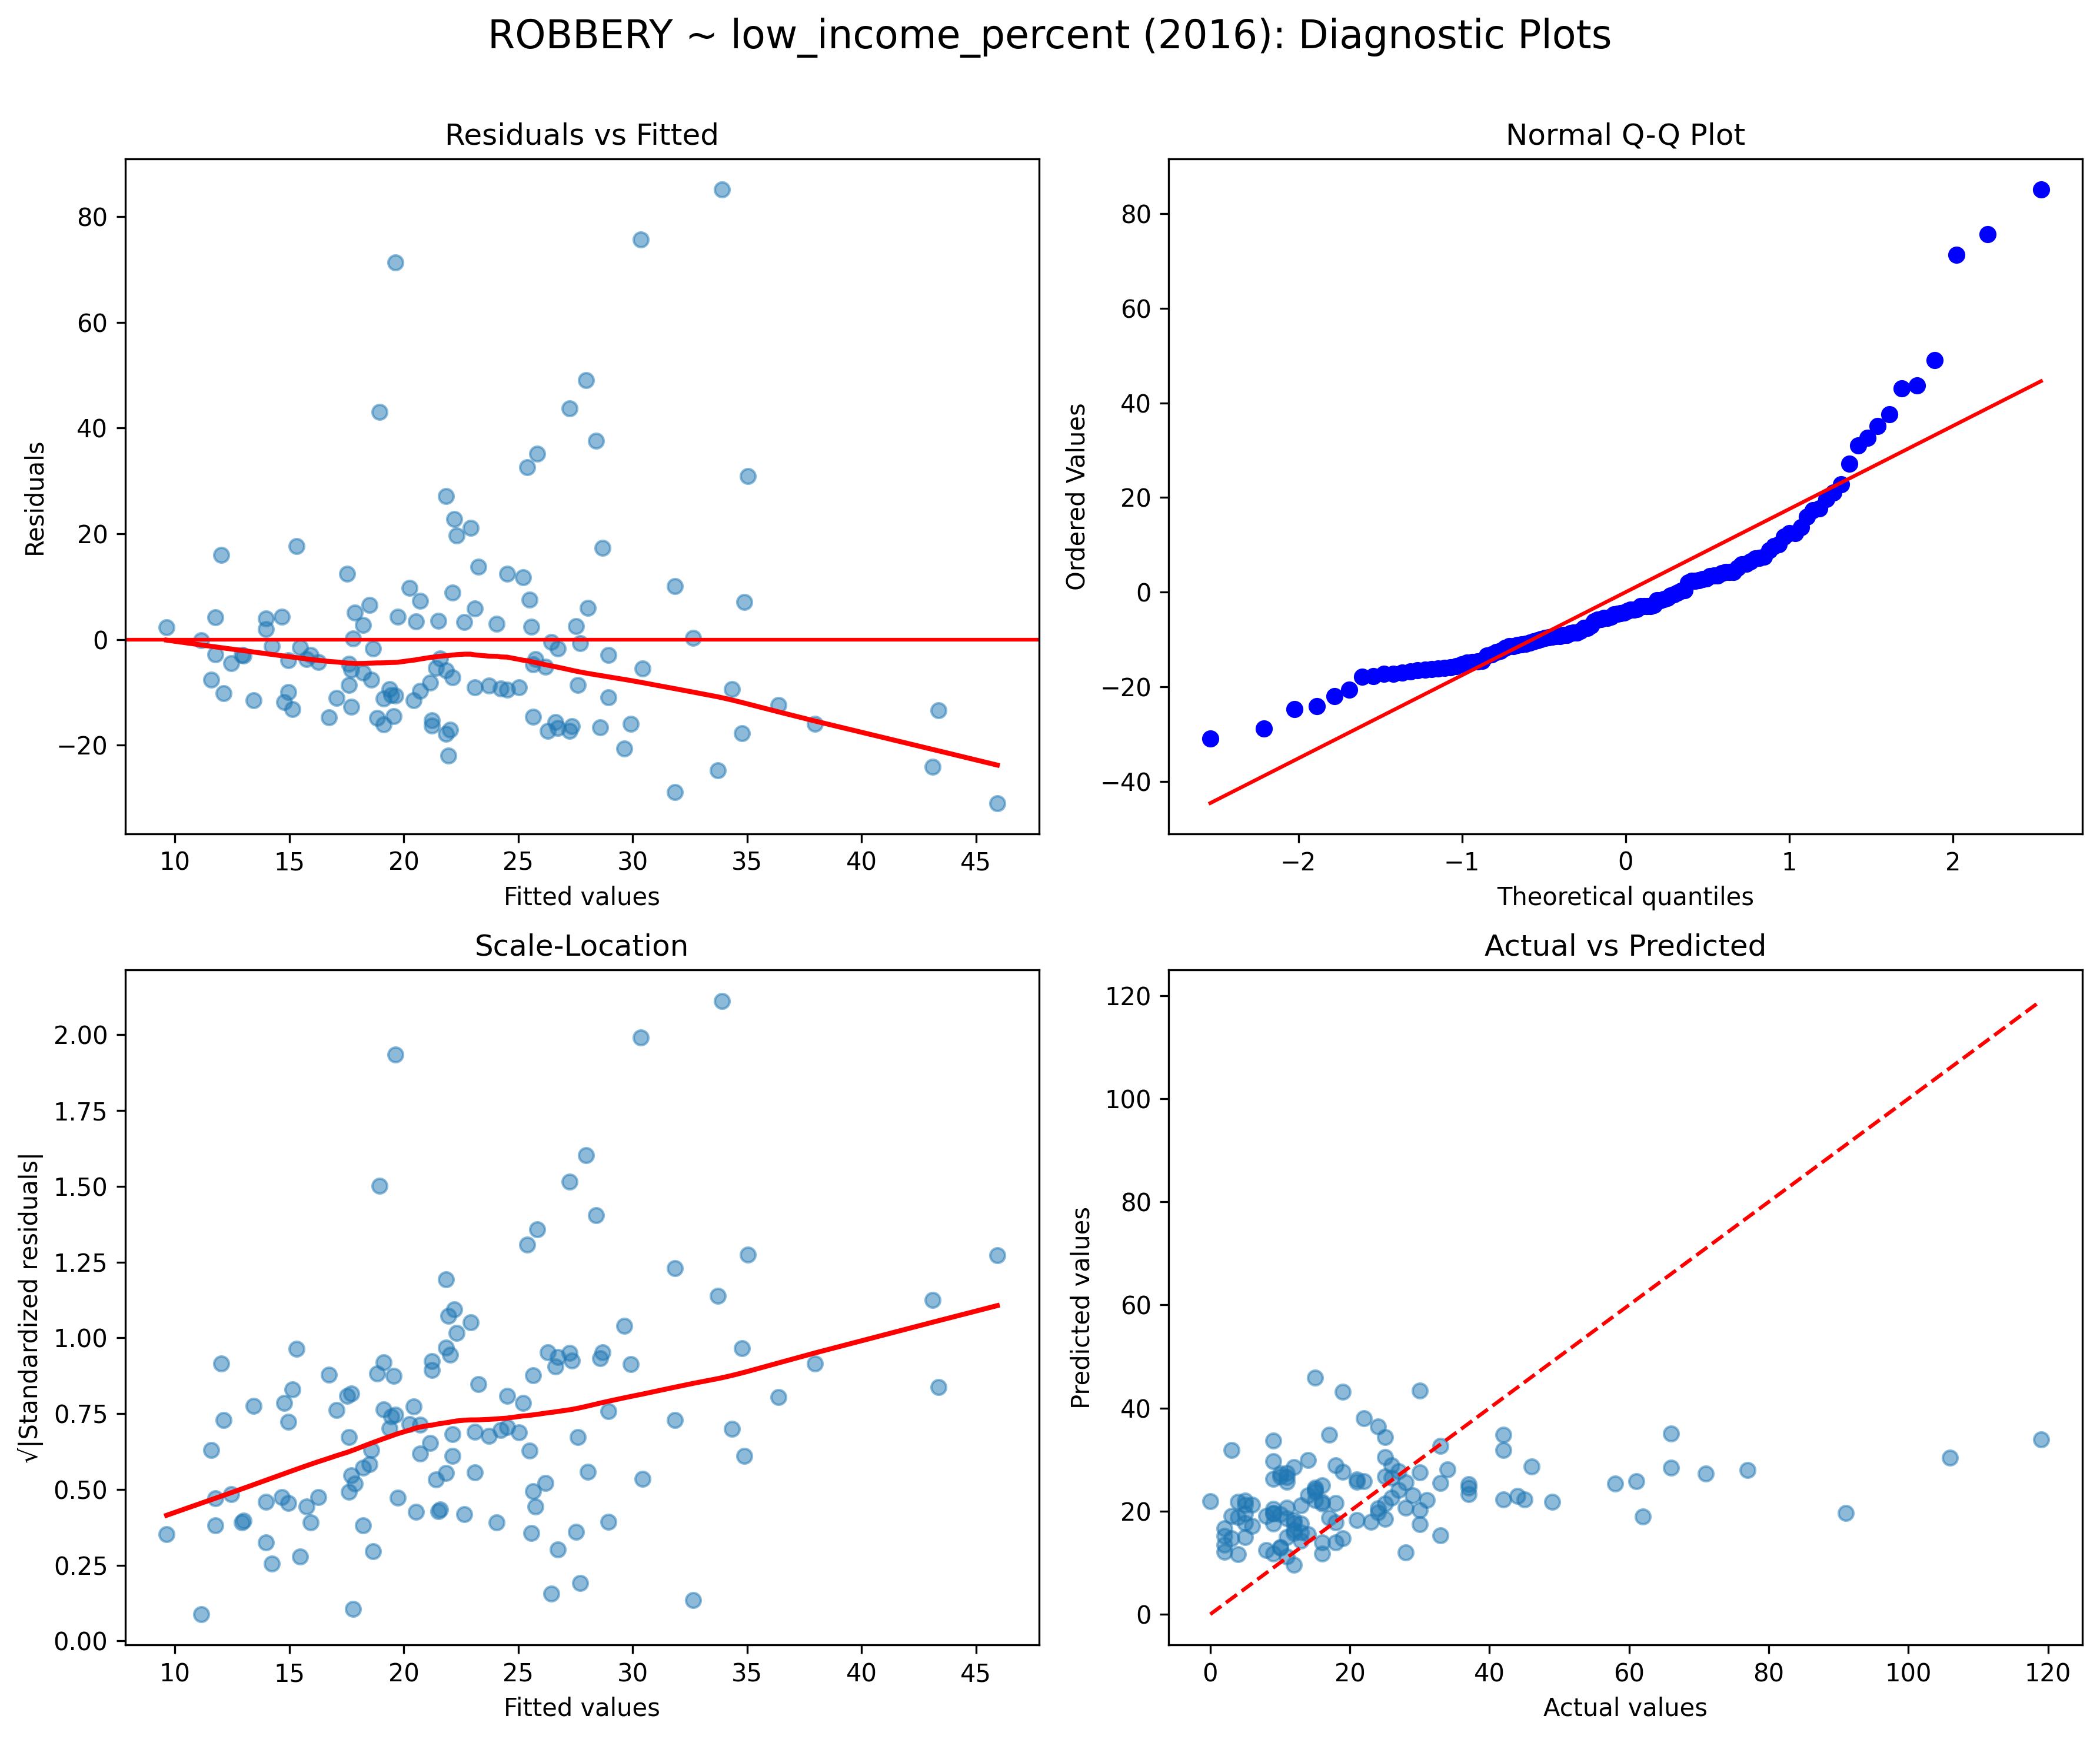 ROBBERY ~ low_income_percent (2016): Diagnostic Plots
Residuals vs Fitted
80
60
40
20
0
−20
Residuals
10 15 20 25 30 35 40 45
Fitted values
Normal Q-Q Plot
80
60
40
20
0
−20
−40
Ordered Values
−2 −1 0 1 2
Theoretical quantiles
Scale-Location
2.00
1.75
1.50
1.25
1.00
0.75
0.50
0.25
0.00
√|Standardized residuals|
10 15 20 25 30 35 40 45
Fitted values
Actual vs Predicted
120
100
80
60
40
20
0
Predicted values
0 20 40 60 80 100 120
Actual values